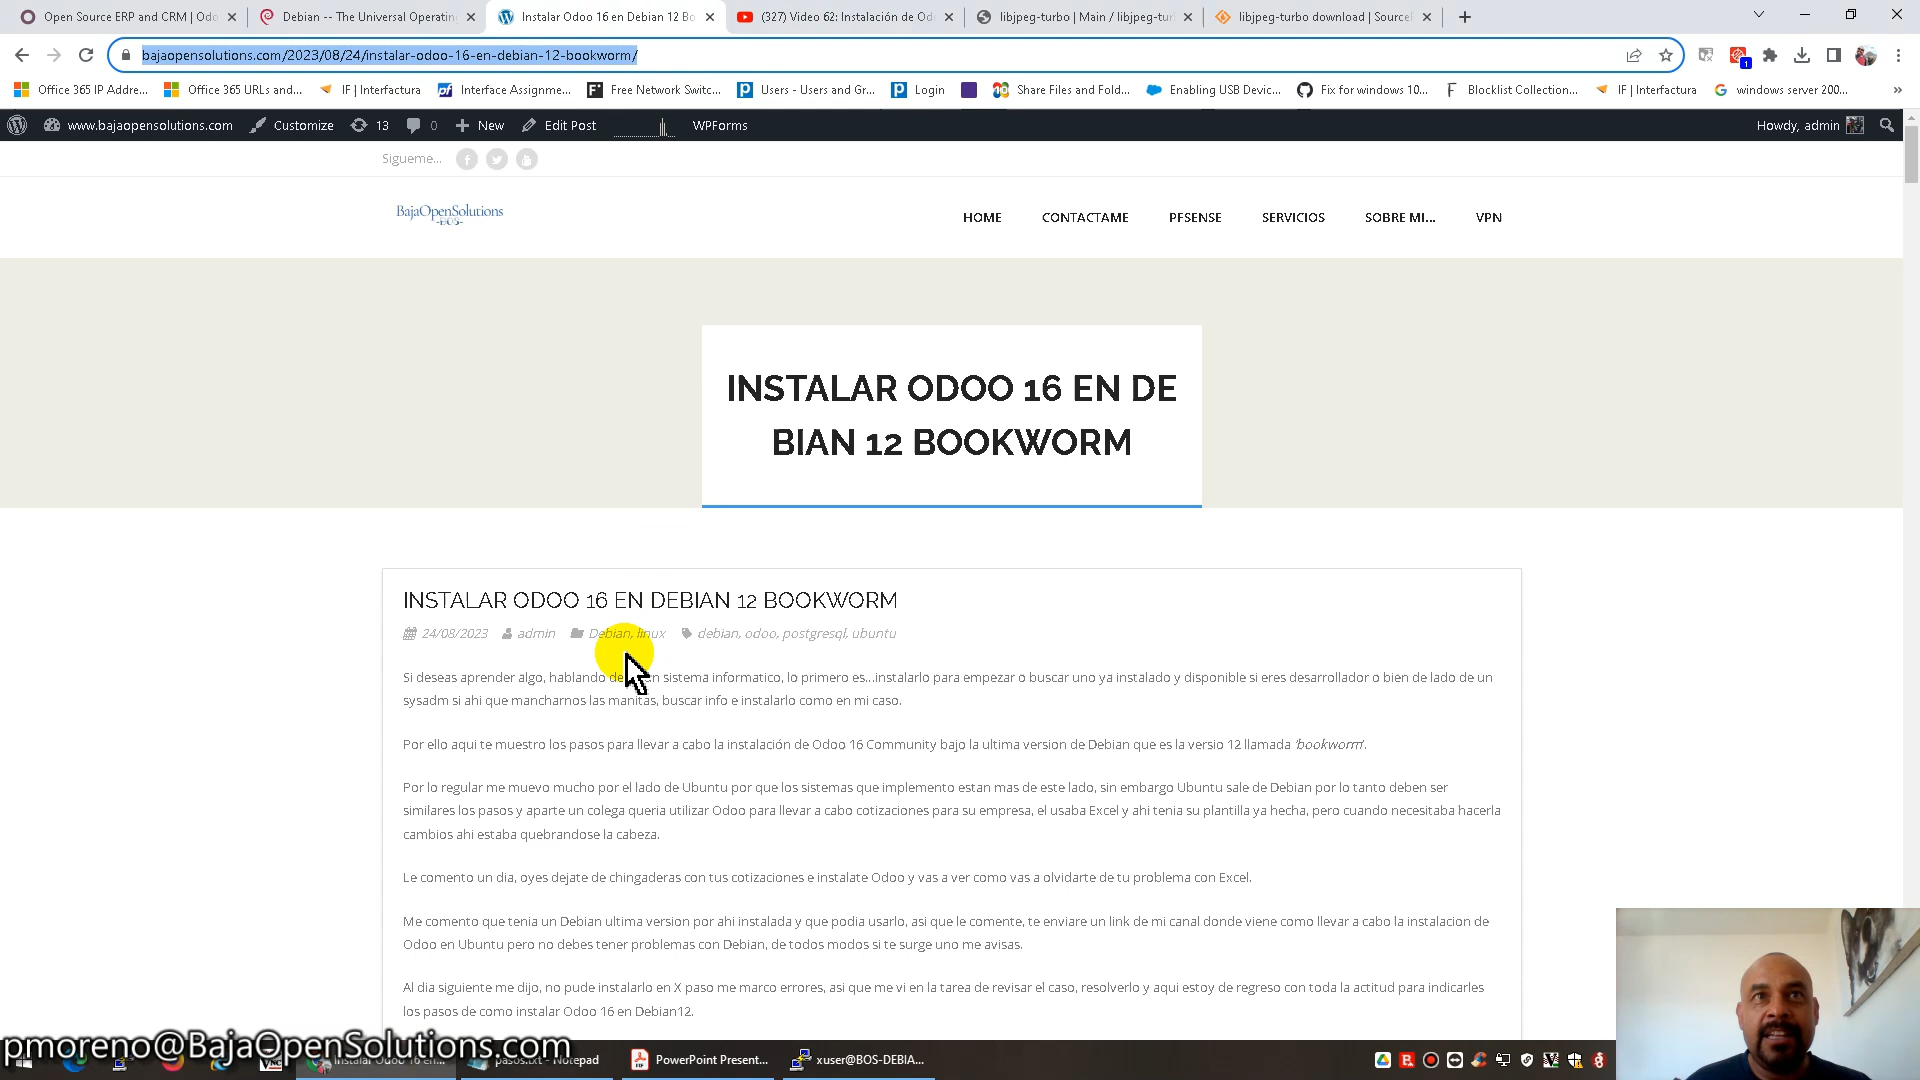 Open Source ERP and CRM | Odo
Debian -- The Universal Operatin
Instalar Odoo 16 en Debian 12 Bo
(327) Video 62: Instalación de Od
libjpeg-turbo | Main / libjpeg-tur
libjpeg-turbo download | SourceF
bajaopensolutions.com/2023/08/24/instalar-odoo-16-en-debian-12-bookworm/
1
Office 365 IP Addre...
Office 365 URLs and...
IF | Interfactura
Interface Assignme...
Free Network Switc...
Users - Users and Gr...
Login
Share Files and Fold...
Enabling USB Devic...
Fix for windows 10...
Blocklist Collection...
IF | Interfactura
windows server 200...
www.bajaopensolutions.com
Customize
13
0
New
Edit Post
WPForms
Howdy, admin
Sigueme...
BajaOpenSolutions
-BOS-
HOME
CONTACTAME
PFSENSE
SERVICIOS
SOBRE MI...
VPN
INSTALAR ODOO 16 EN DE
BIAN 12 BOOKWORM
INSTALAR ODOO 16 EN DEBIAN 12 BOOKWORM
24/08/2023 admin Debian, linux debian, odoo, postgresql, ubuntu
Si deseas aprender algo, hablando de sistema informatico, lo primero es...instalarlo para empezar o buscar uno ya instalado y disponible si eres desarrollador o bien de lado de un
sysadm si ahi que mancharnos las manitas, buscar info e instalarlo como en mi caso.
Por ello aqui te muestro los pasos para llevar a cabo la instalación de Odoo 16 Community bajo la ultima version de Debian que es la versio 12 llamada 'bookworm'.
Por lo regular me muevo mucho por el lado de Ubuntu por que los sistemas que implemento estan mas de este lado, sin embargo Ubuntu sale de Debian por lo tanto deben ser
similares los pasos y aparte un colega queria utilizar Odoo para llevar a cabo cotizaciones para su empresa, el usaba Excel y ahi tenia su plantilla ya hecha, pero cuando necesitaba hacerla
cambios ahi estaba quebrandose la cabeza.
Le comento un dia, oyes dejate de chingaderas con tus cotizaciones e instalate Odoo y vas a ver como vas a olvidarte de tu problema con Excel.
Me comento que tenia un Debian ultima version por ahi instalada y que podia usarlo, asi que le comente, te enviare un link de mi canal donde viene como llevar a cabo la instalacion de
Odoo en Ubuntu pero no debes tener problemas con Debian, de todos modos si te surge uno me avisas.
Al dia siguiente me dijo, no pude instalarlo en X paso me marco errores, asi que me vi en la tarea de revisar el caso, resolverlo y aqui estoy de regreso con toda la actitud para indicarles
los pasos de como instalar Odoo 16 en Debian12.
pmoreno@BajaOpenSolutions.com
Instalar Odoo 16 en...
pasos.txt - Notepad
PowerPoint Present...
xuser@BOS-DEBIA...